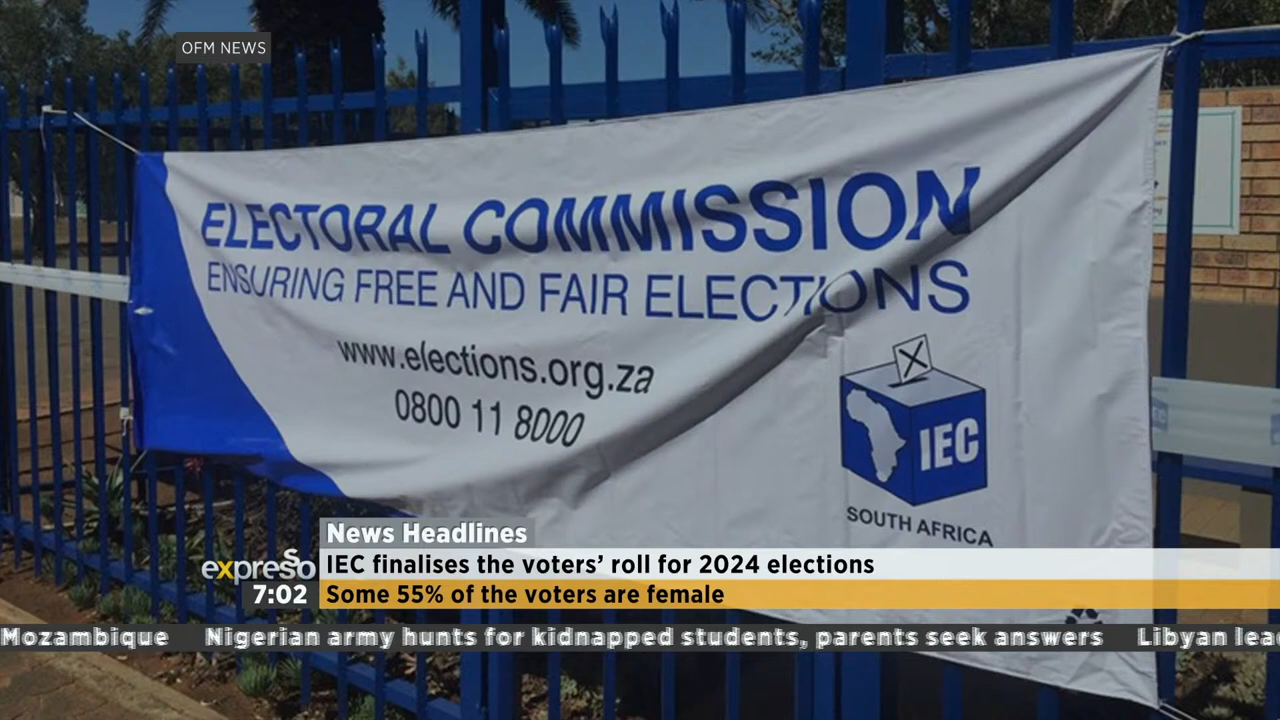 OFM NEWS
ELECTORAL COMMISSION
ENSURING FREE AND FAIR ELECTIONS
www.elections.org.za
0800 11 8000
IEC
SOUTH AFRICA
News Headlines
expresso
IEC finalises the voters’ roll for 2024 elections
7:02
Some 55% of the voters are female
Mozambique Nigerian army hunts for kidnapped students, parents seek answers Libyan